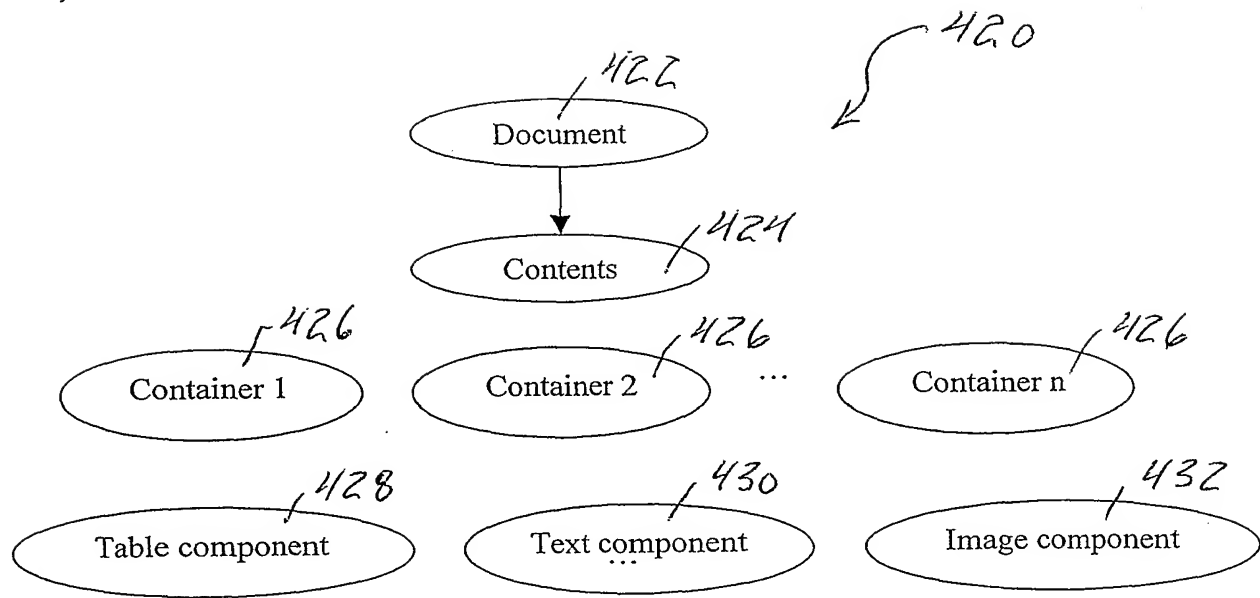 420
422
Document
424
Contents
426 426 426
Container 1 Container 2 ... Container n
428 430 432
Table component Text component Image component
...